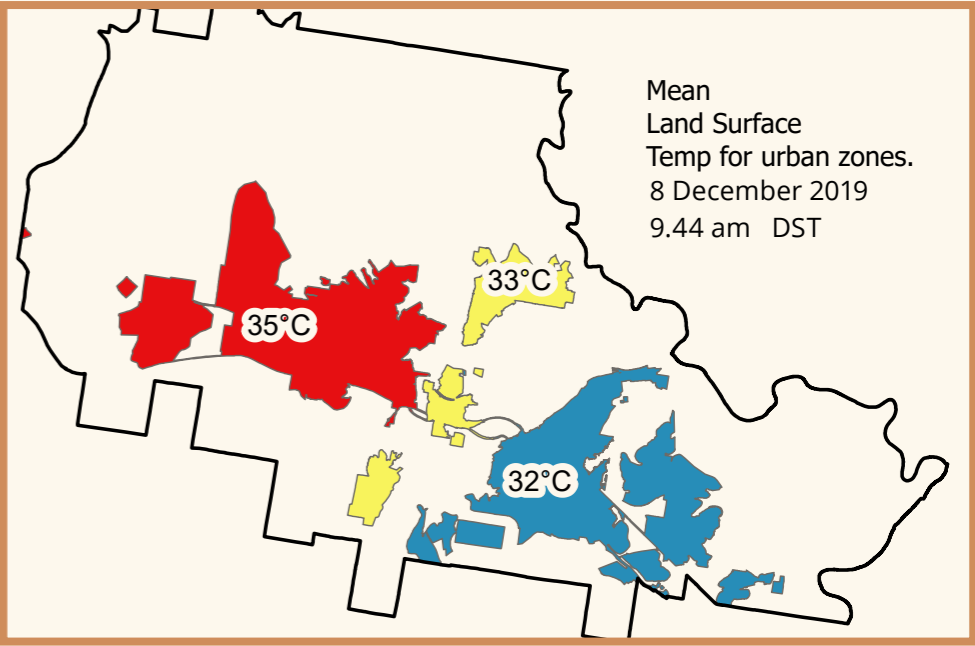 Mean
Land Surface
Temp for urban zones.
8 December 2019
9.44 am DST
33°C
35°C
32°C